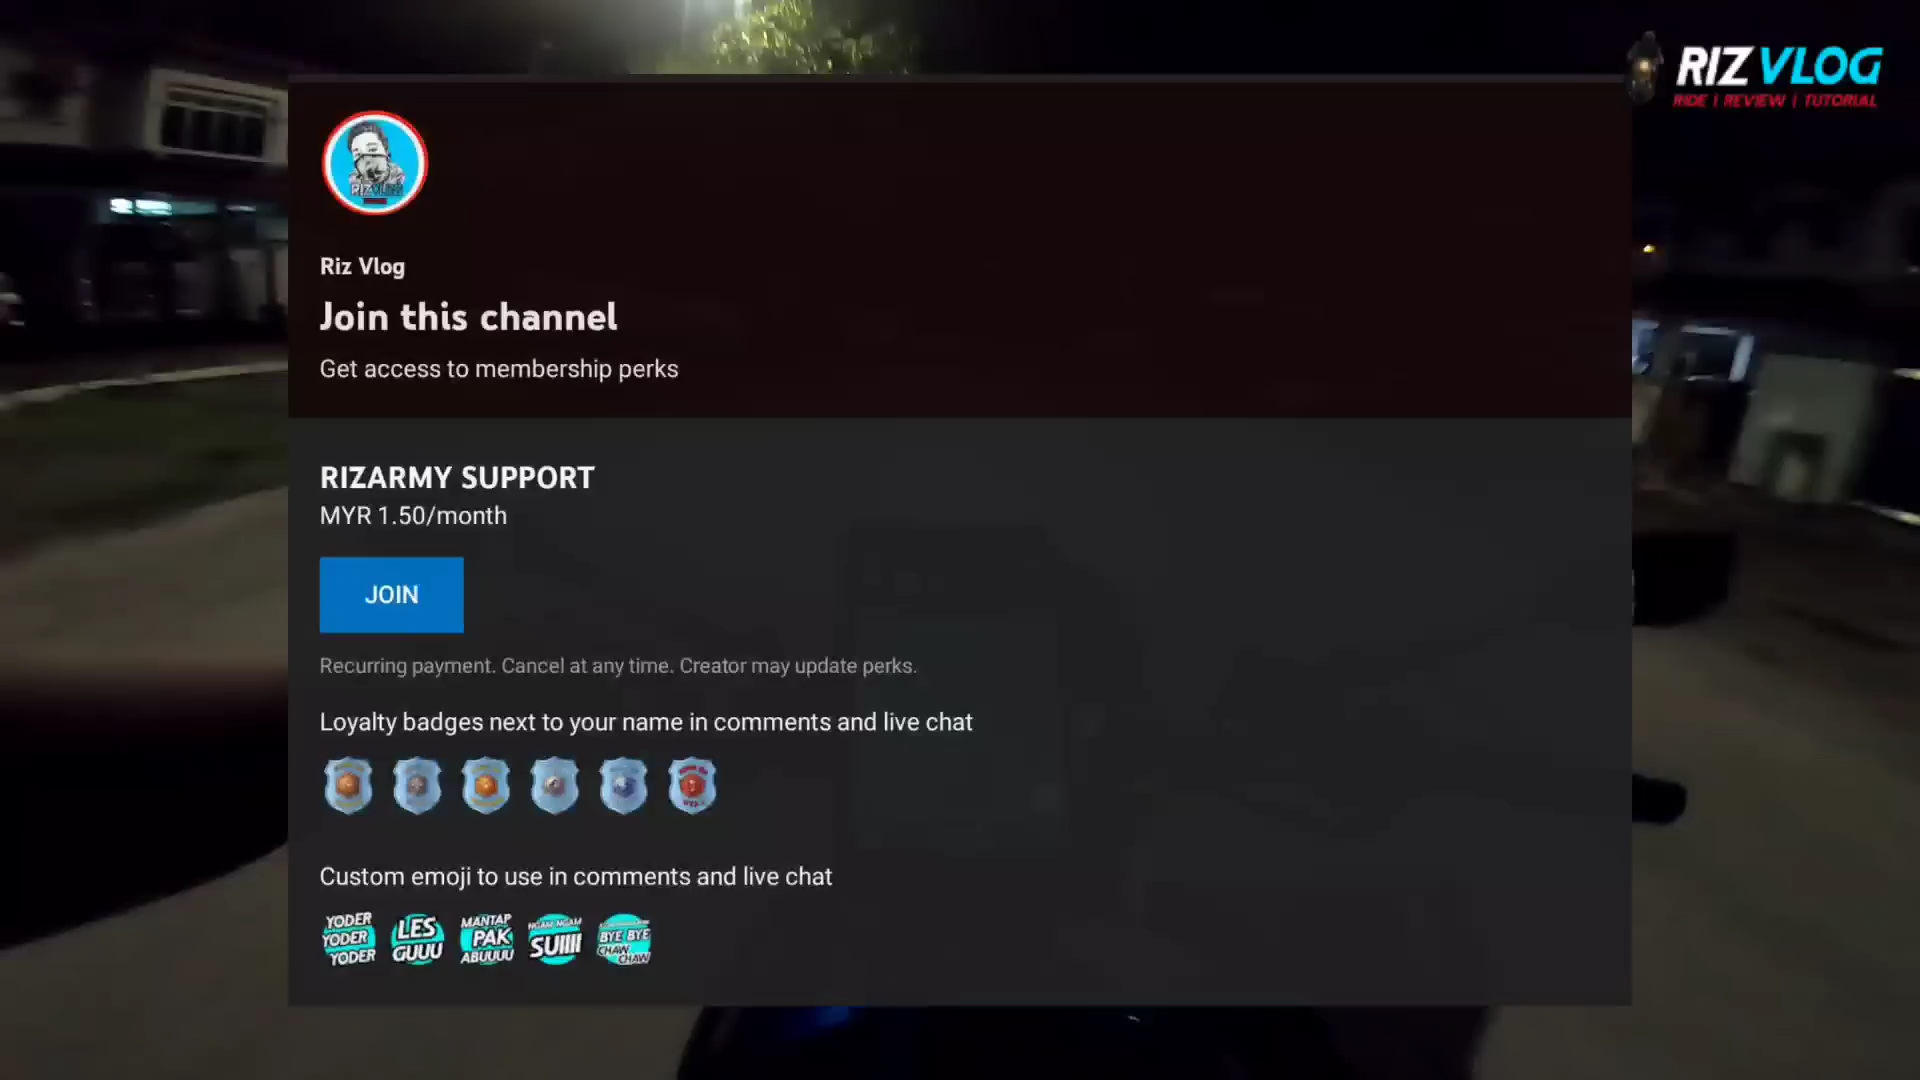 RIZ VLOG
RIDE | REVIEW | TUTORIAL
Riz Vlog
Join this channel
Get access to membership perks
RIZARMY SUPPORT
MYR 1.50/month
JOIN
Recurring payment. Cancel at any time. Creator may update perks.
Loyalty badges next to your name in comments and live chat
Custom emoji to use in comments and live chat
YODER
YODER
YODER
LES
GUUU
MANTAP
PAK
ABUUUU
NGAM NGAM
SUIIII
BYE BYE
CHAW
CHAW